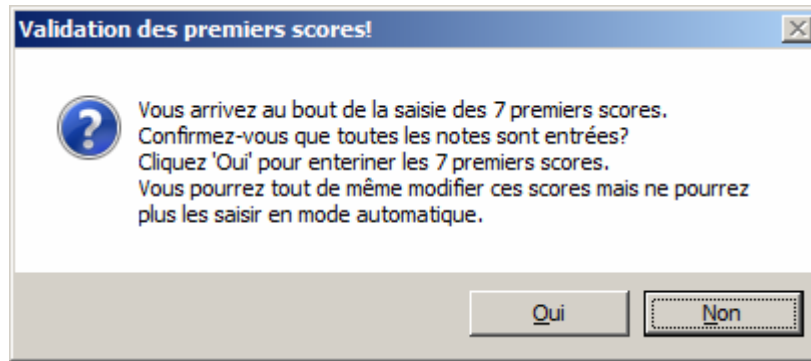 Validation des premiers scores!
Vous arrivez au bout de la saisie des 7 premiers scores.
Confirmez-vous que toutes les notes sont entrées?
Cliquez 'Oui' pour enteriner les 7 premiers scores.
Vous pourrez tout de même modifier ces scores mais ne pourrez
plus les saisir en mode automatique.
Oui
Non